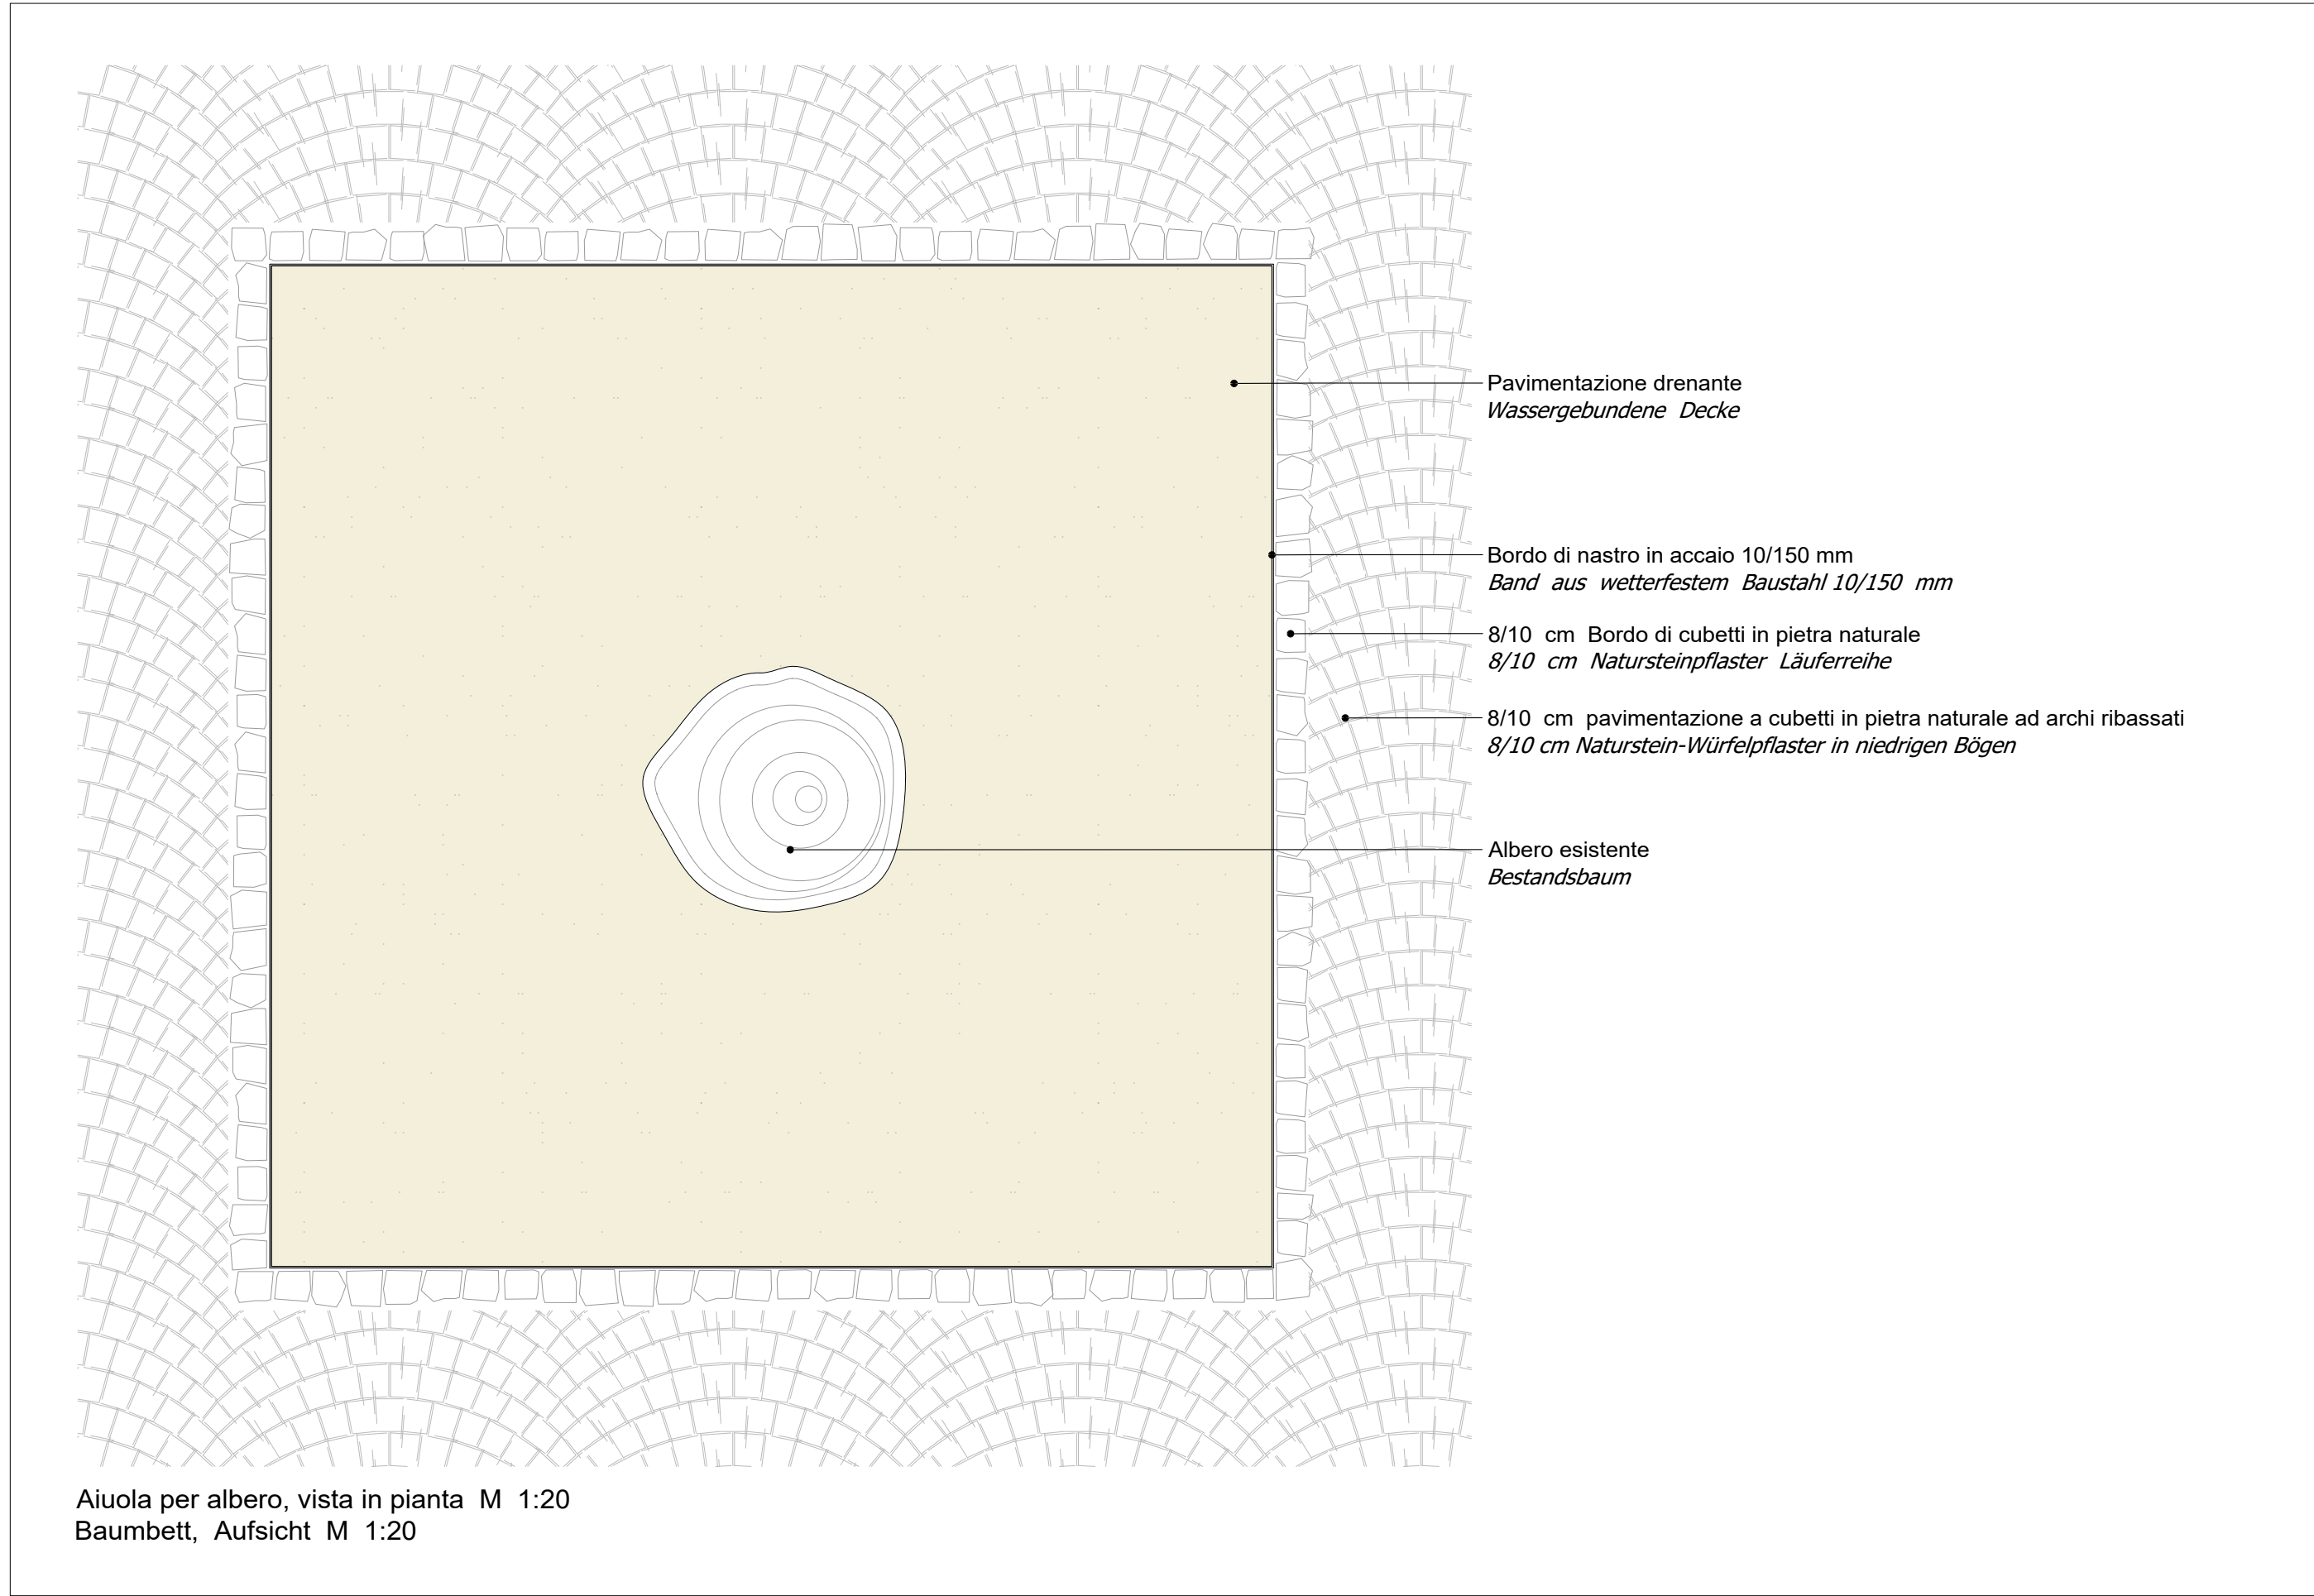 Pavimentazione drenante
Wassergebundene Decke
Bordo di nastro in accaio 10/150 mm
Band aus wetterfestem Baustahl 10/150 mm
8/10 cm Bordo di cubetti in pietra naturale
8/10 cm Natursteinpflaster Läuferreihe
8/10 cm pavimentazione a cubetti in pietra naturale ad archi ribassati
8/10 cm Naturstein-Würfelpflaster in niedrigen Bögen
Albero esistente
Bestandsbaum
Aiuola per albero, vista in pianta M 1:20
Baumbett, Aufsicht M 1:20